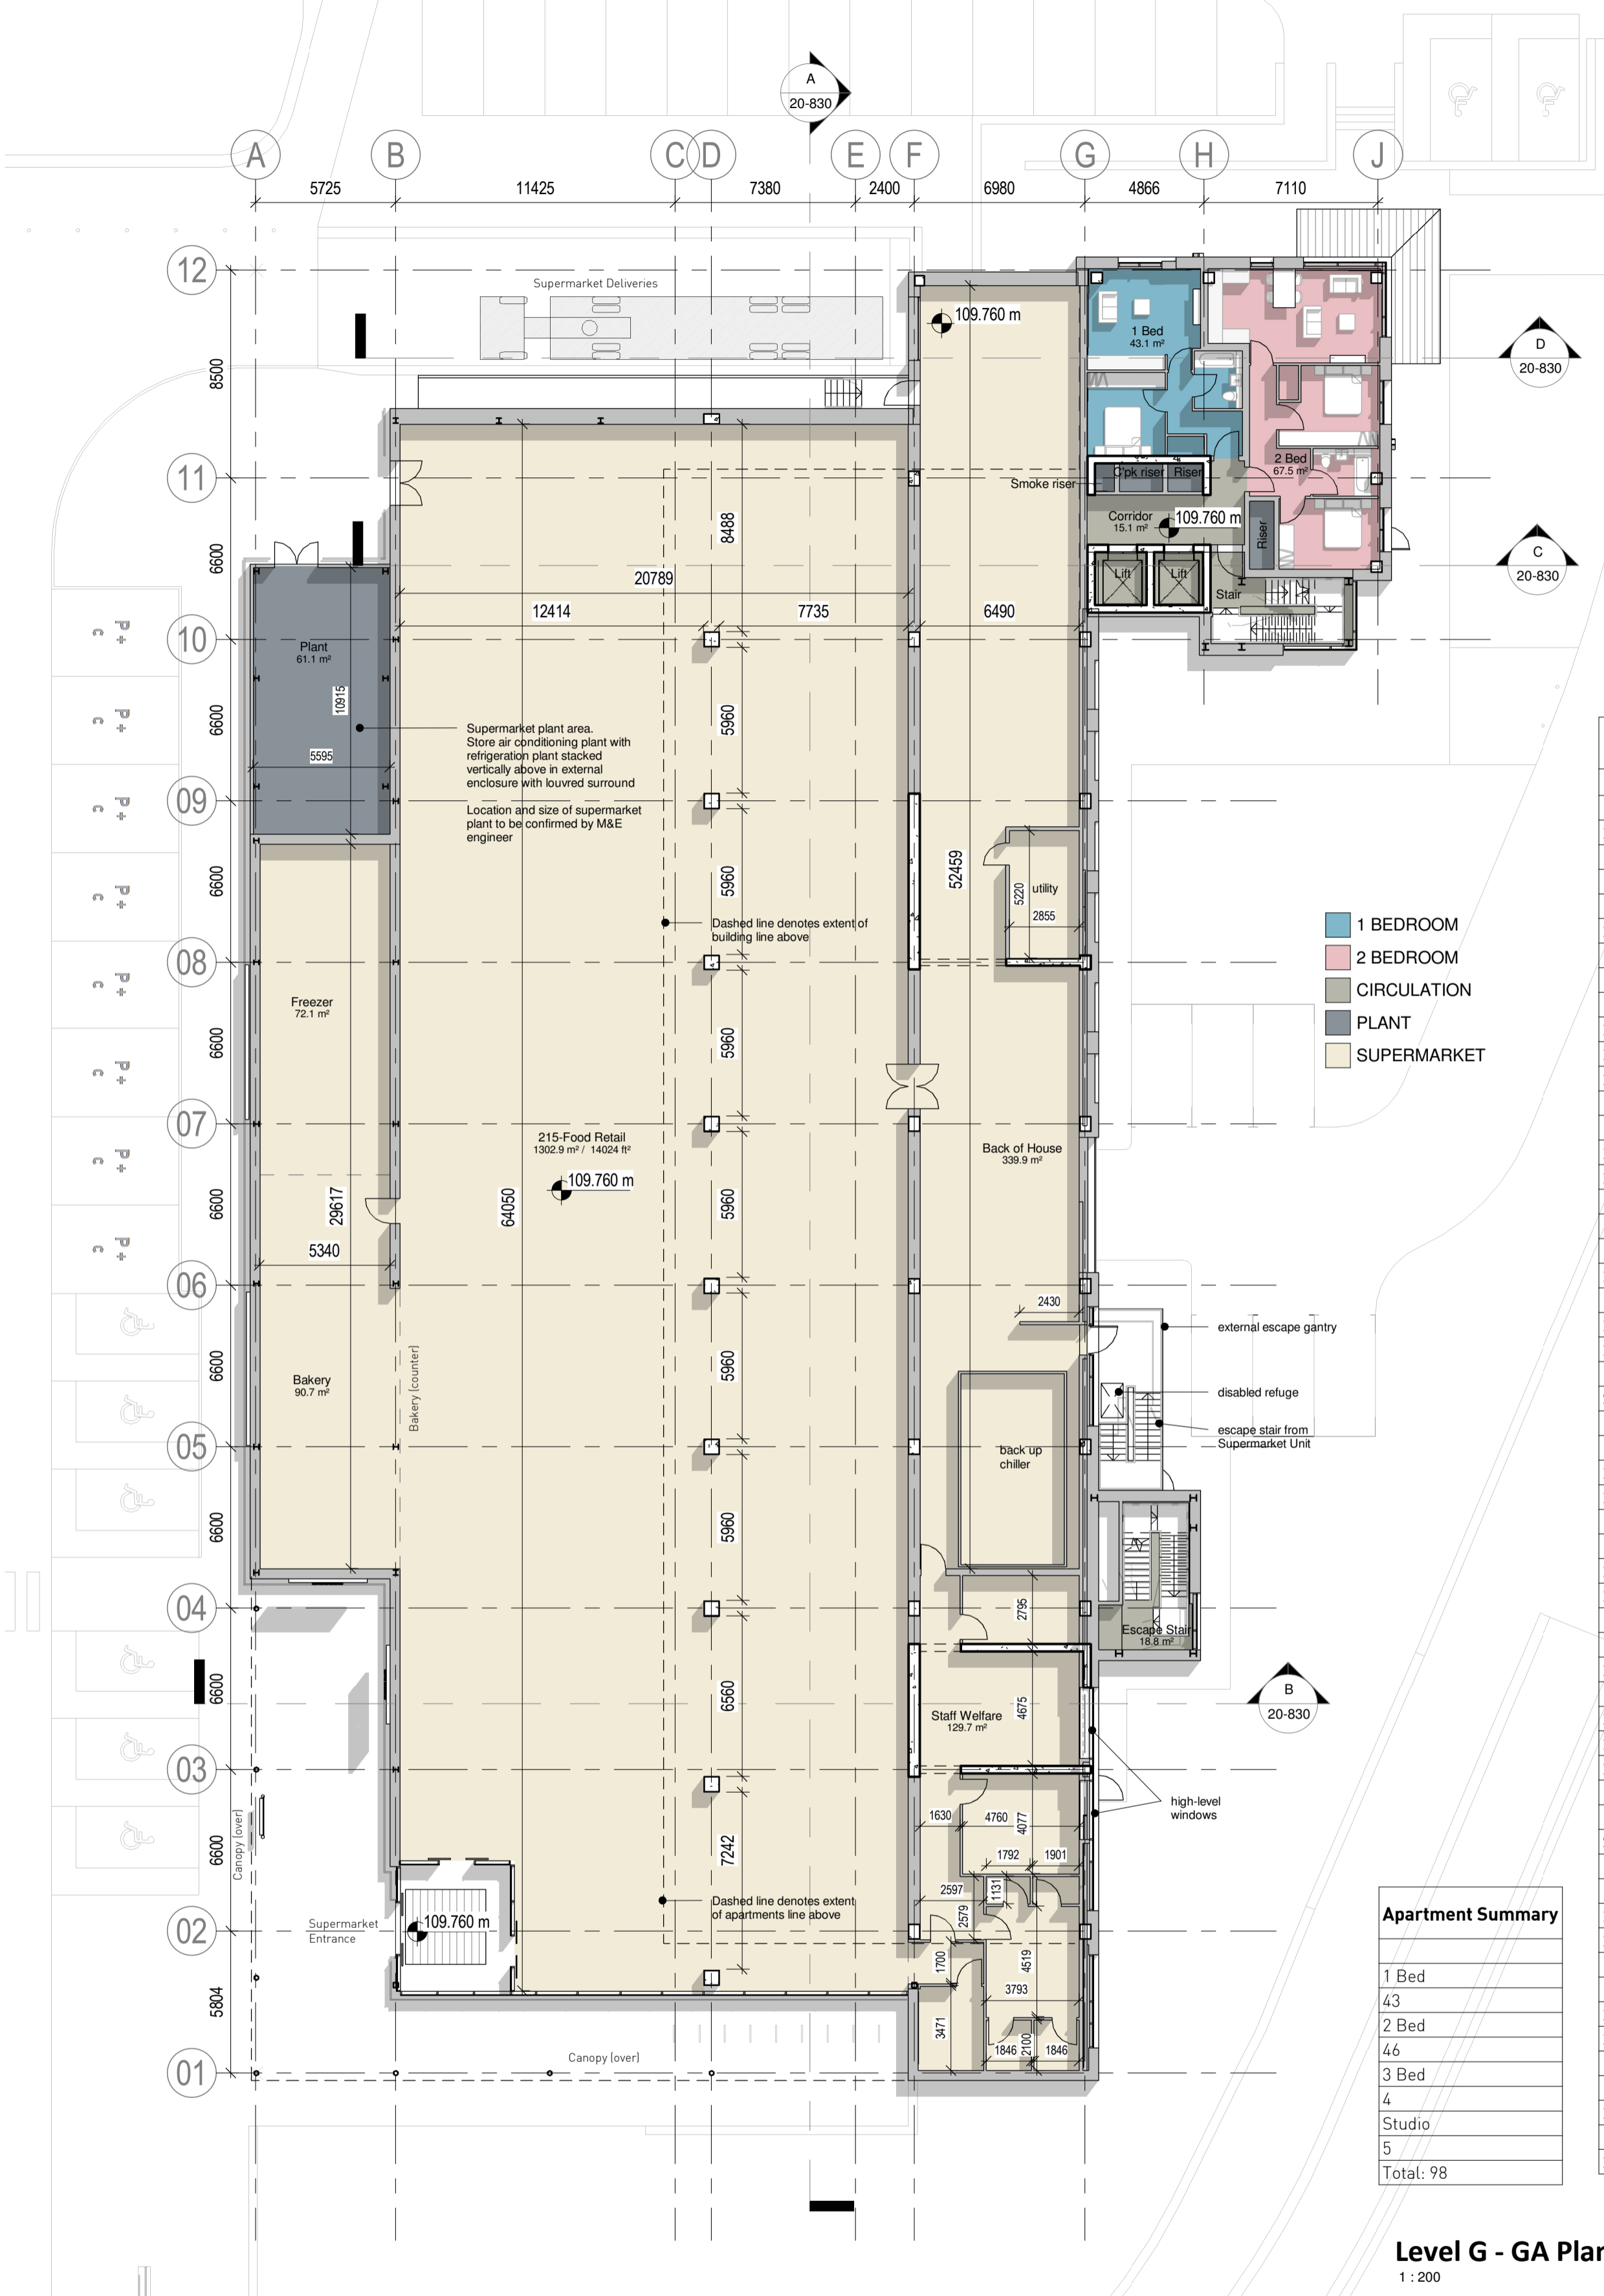 A
20-830
A
B
C
D
E
F
G
H
J
5725
11425
7380
2400
6980
4866
7110
12
11
10
09
08
07
06
05
04
03
02
01
8500
6600
6600
6600
6600
6600
6600
6600
6600
6600
5804
Supermarket Deliveries
109.760 m
1 Bed
43.1 m²
D
20-830
2 Bed
67.5 m²
C'pk riser
Riser
Smoke riser
Corridor
15.1 m²
109.760 m
Riser
C
20-830
Lift
Lift
Stair
8488
20789
12414
7735
6490
Plant
61.1 m²
10915
5595
5960
Supermarket plant area.
Store air conditioning plant with
refrigeration plant stacked
vertically above in external
enclosure with louvred surround
Location and size of supermarket
plant to be confirmed by M&E
engineer
P+
c
P+
c
P+
c
P+
c
P+
c
P+
c
P+
c
P+
c
5960
52459
utility
5220
2855
Dashed line denotes extent of
building line above
1 BEDROOM
2 BEDROOM
CIRCULATION
PLANT
SUPERMARKET
Freezer
72.1 m²
5960
215-Food Retail
1302.9 m² / 14024 ft²
109.760 m
Back of House
339.9 m²
29617
64050
5960
5340
2430
external escape gantry
disabled refuge
escape stair from
Supermarket Unit
Bakery
90.7 m²
Bakery (counter)
5960
back up
chiller
5960
2795
Escape Stair
18.8 m²
6560
Staff Welfare
129.7 m²
4675
B
20-830
high-level
windows
Canopy (over)
7242
1630
4760
4077
1792
1901
2597
1131
2579
Dashed line denotes extent
of apartments line above
Supermarket
Entrance
109.760 m
1700
4519
3793
3471
1846
2100
1846
Canopy (over)
Apartment Summary
1 Bed
43
2 Bed
46
3 Bed
4
Studio
5
Total: 98
Level G - GA Plan
1 : 200